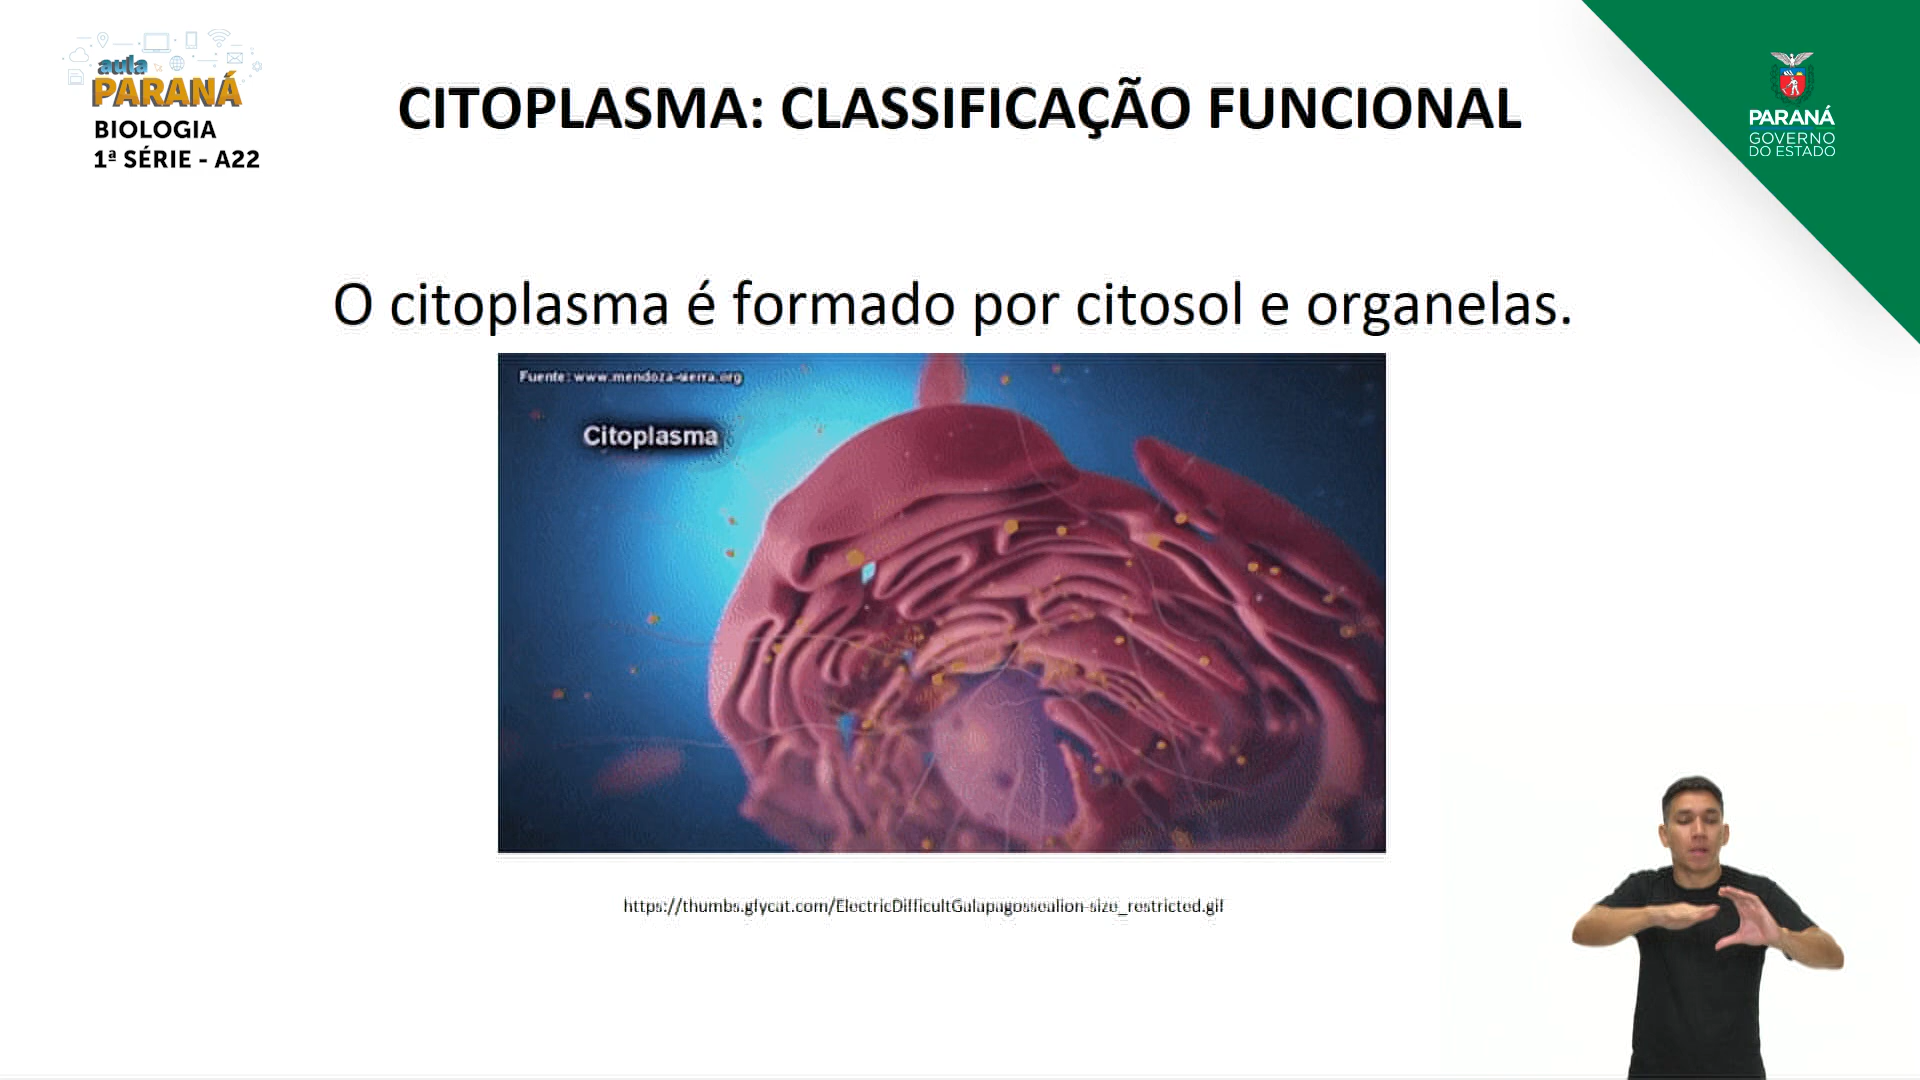 aula
PARANÁ
BIOLOGIA
1ª SÉRIE - A22
CITOPLASMA: CLASSIFICAÇÃO FUNCIONAL
PARANÁ
GOVERNO
DO ESTADO
O citoplasma é formado por citosol e organelas.
Fuente: www.mendoza-sierra.org
Citoplasma
https://thumbs.gfycat.com/ElectricDifficultGalapagossealion-size_restricted.gif